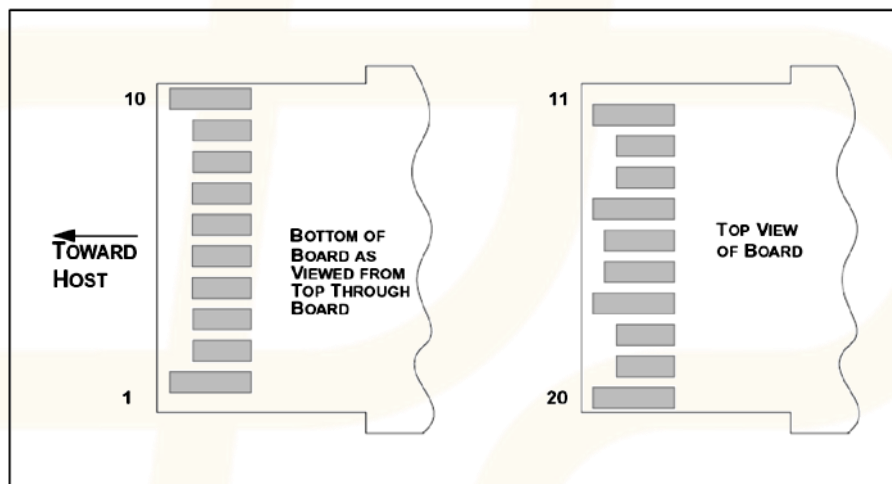 10
TOWARD
HOST
1
BOTTOM OF
BOARD AS
VIEWED FROM
TOP THROUGH
BOARD
11
TOP VIEW
OF BOARD
20